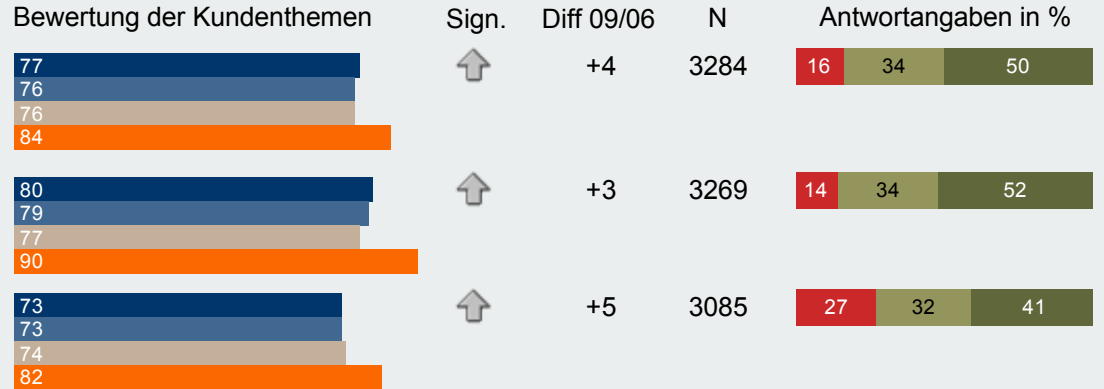 Bewertung der Kundenthemen Sign. Diff 09/06 N Antwortangaben in %
77 +4 3284 16 34 50
76
76
84
80 +3 3269 14 34 52
79
77
90
73 +5 3085 27 32 41
73
74
82